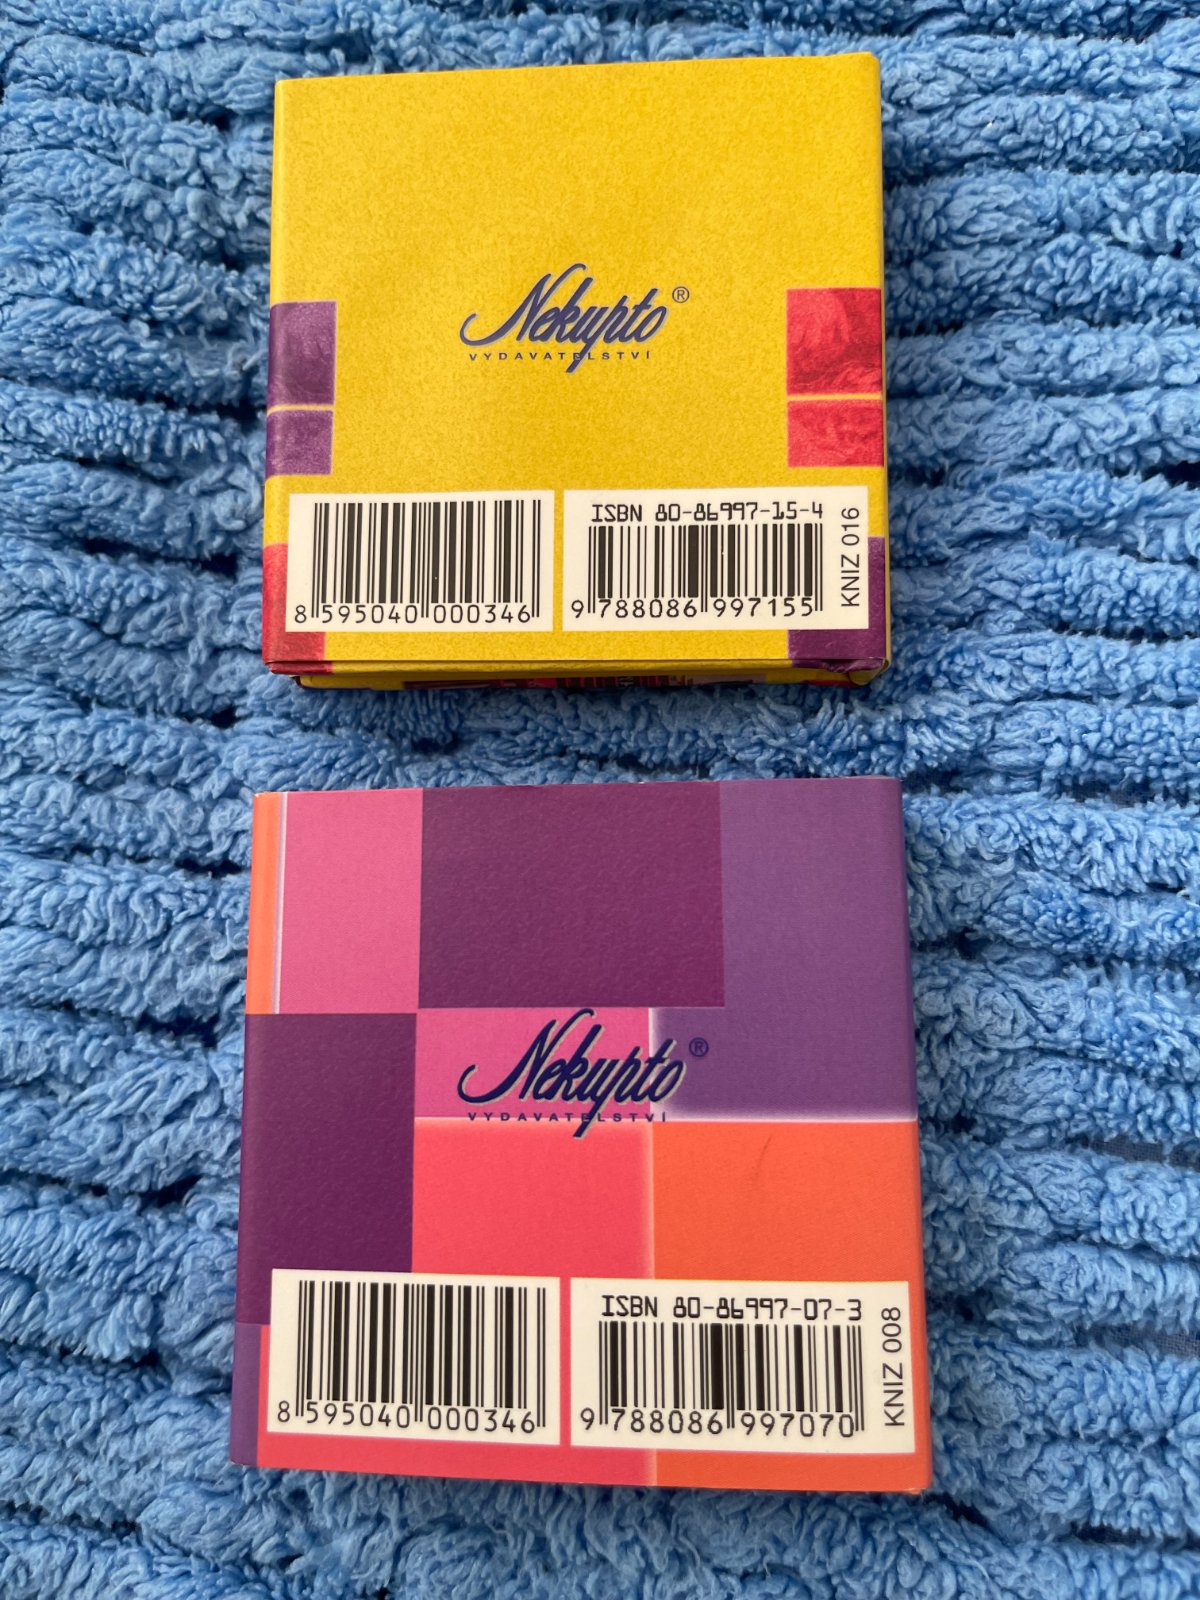 Nekupto®
VYDAVATELSTVÍ
ISBN 80-86997-15-4
8 595040 000346
9 788086 997155
KNIZ 016
Nekupto®
VYDAVATELSTVÍ
ISBN 80-86997-07-3
8 595040 000346
9 788086 997070
KNIZ 008